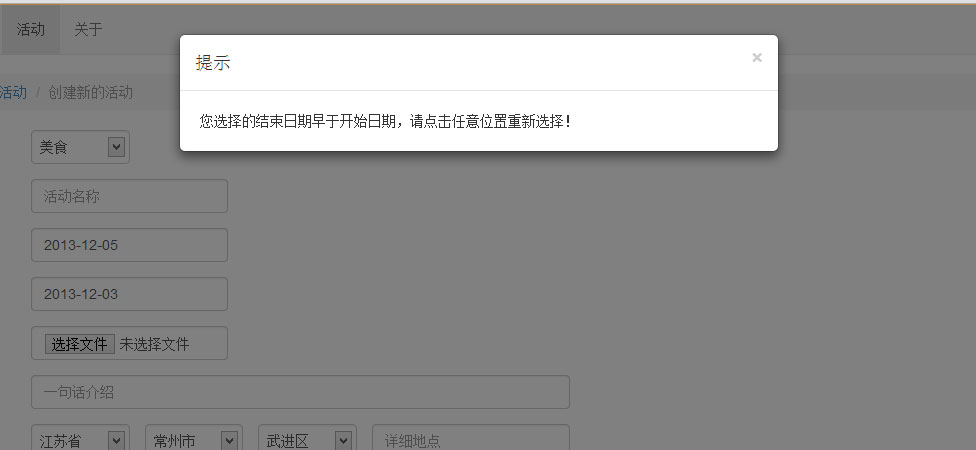 活动 关于
提示 ×
您选择的结束日期早于开始日期，请点击任意位置重新选择！
活动 / 创建新的活动
美食
活动名称
2013-12-05
2013-12-03
选择文件 未选择文件
一句话介绍
江苏省 常州市 武进区 详细地点